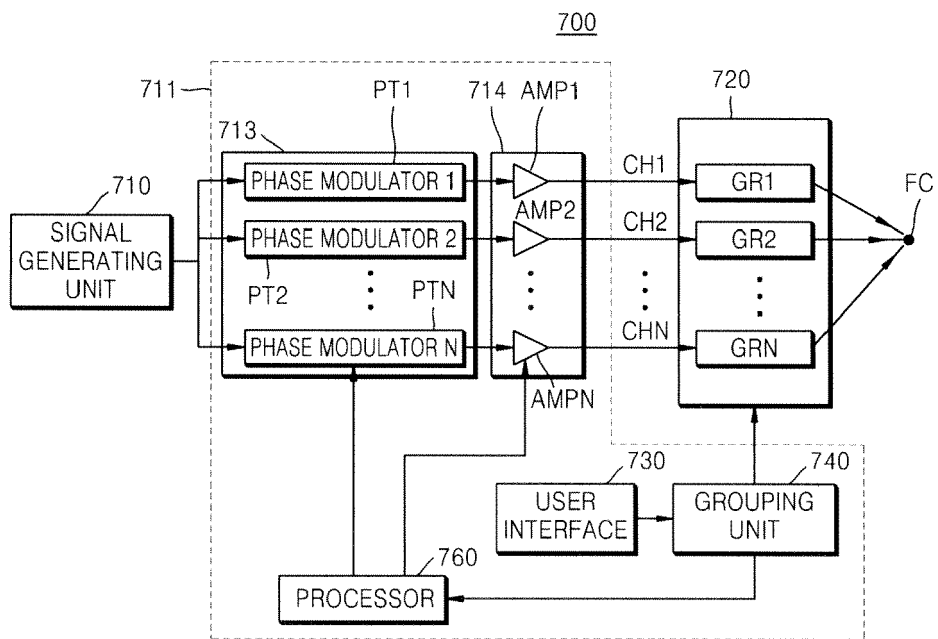 700
711
713
PT1
714
AMP1
720
710
PHASE MODULATOR 1
CH1
GR1
FC
SIGNAL
GENERATING
UNIT
PHASE MODULATOR 2
AMP2
CH2
GR2
PT2
PTN
PHASE MODULATOR N
CHN
GRN
AMPN
730
740
USER
INTERFACE
GROUPING
UNIT
760
PROCESSOR